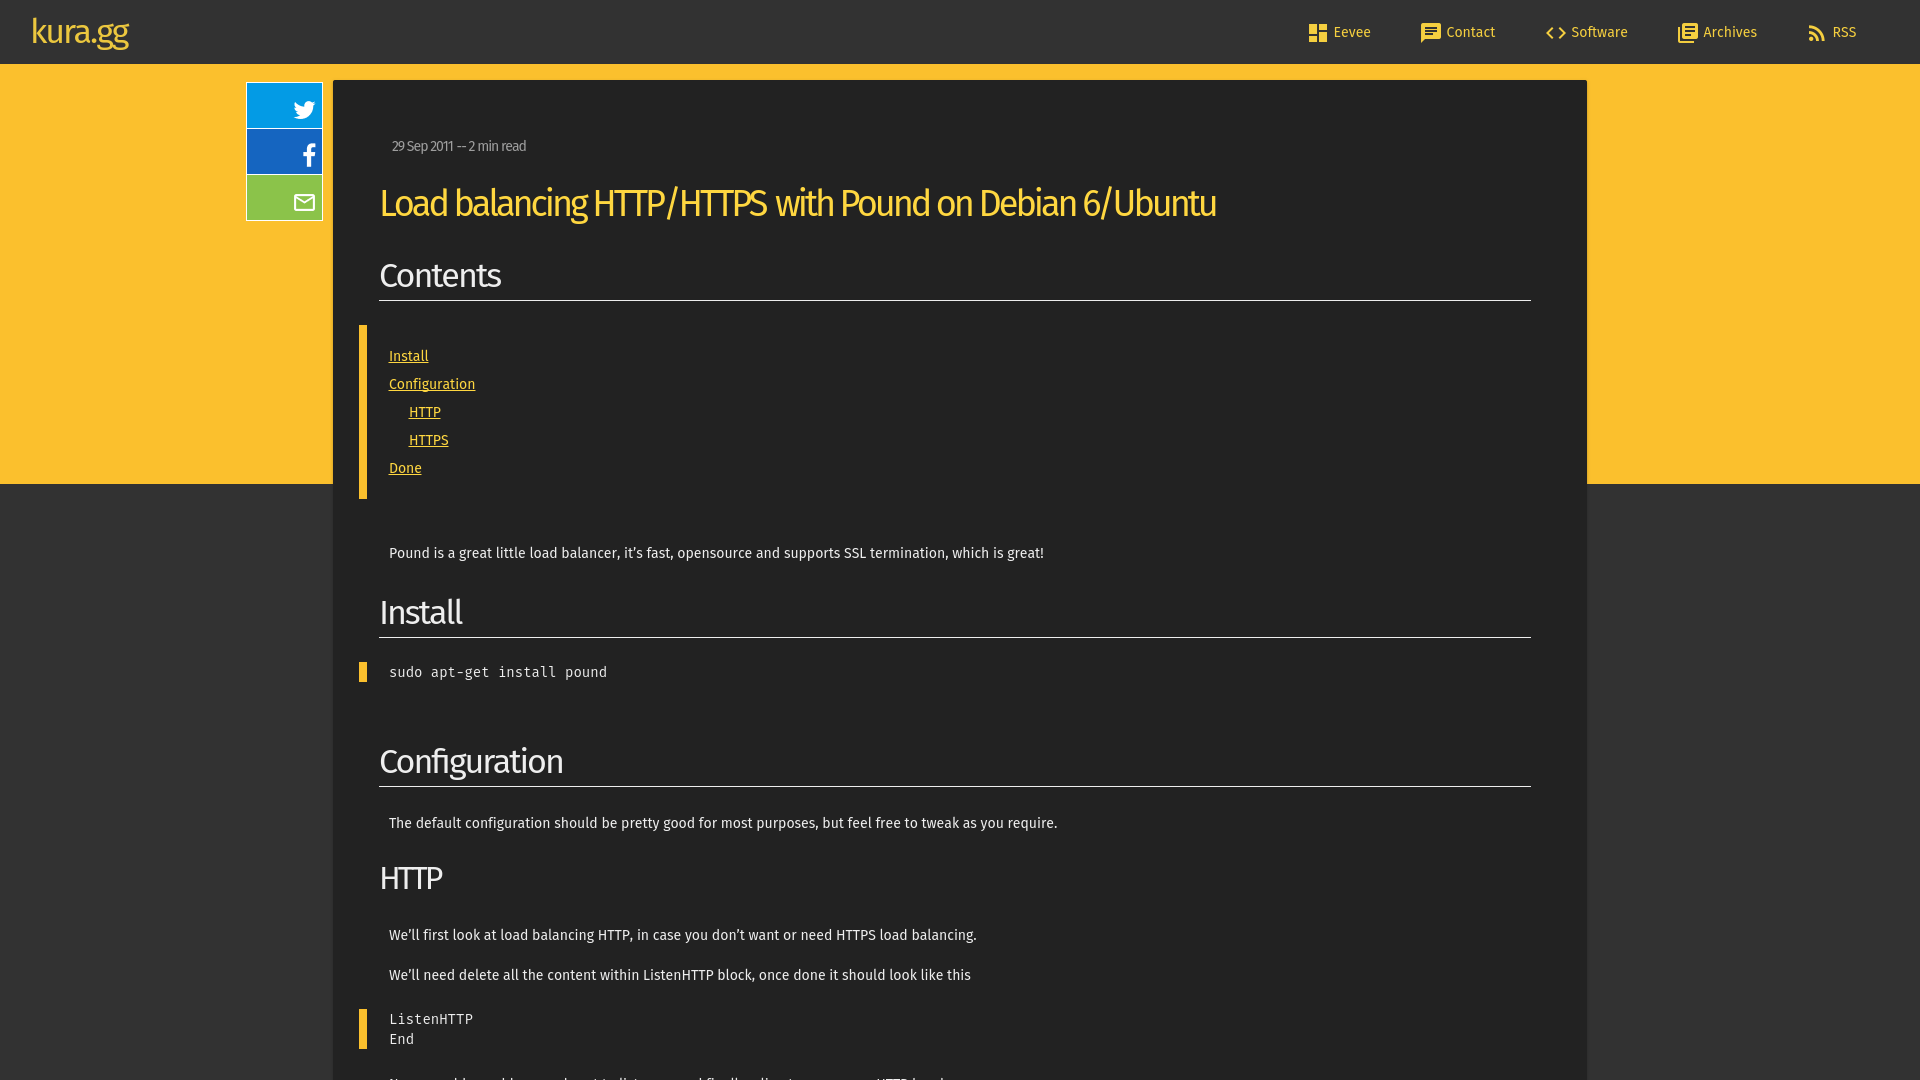 kura.gg
Eevee
Contact
Software
Archives
RSS
29 Sep 2011 -- 2 min read
Load balancing HTTP/HTTPS with Pound on Debian 6/Ubuntu
Contents
Install
Configuration
HTTP
HTTPS
Done
Pound is a great little load balancer, it’s fast, opensource and supports SSL termination, which is great!
Install
sudo apt-get install pound
Configuration
The default configuration should be pretty good for most purposes, but feel free to tweak as you require.
HTTP
We’ll first look at load balancing HTTP, in case you don’t want or need HTTPS load balancing.
We’ll need delete all the content within ListenHTTP block, once done it should look like this
ListenHTTP
End